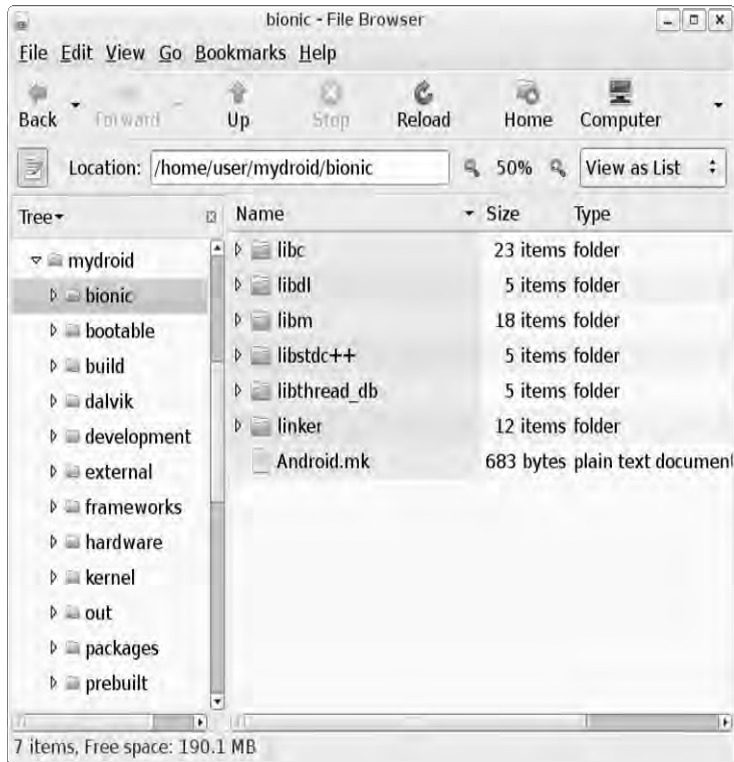 bionic - File Browser
File Edit View Go Bookmarks Help
Back Forward Up Stop Reload Home Computer
Location: /home/user/mydroid/bionic 50% View as List
Tree
mydroid
bionic
bootable
build
dalvik
development
external
frameworks
hardware
kernel
out
packages
prebuilt
Name Size Type
libc 23 items folder
libdl 5 items folder
libm 18 items folder
libstdc++ 5 items folder
libthread_db 5 items folder
linker 12 items folder
Android.mk 683 bytes plain text document
7 items, Free space: 190.1 MB